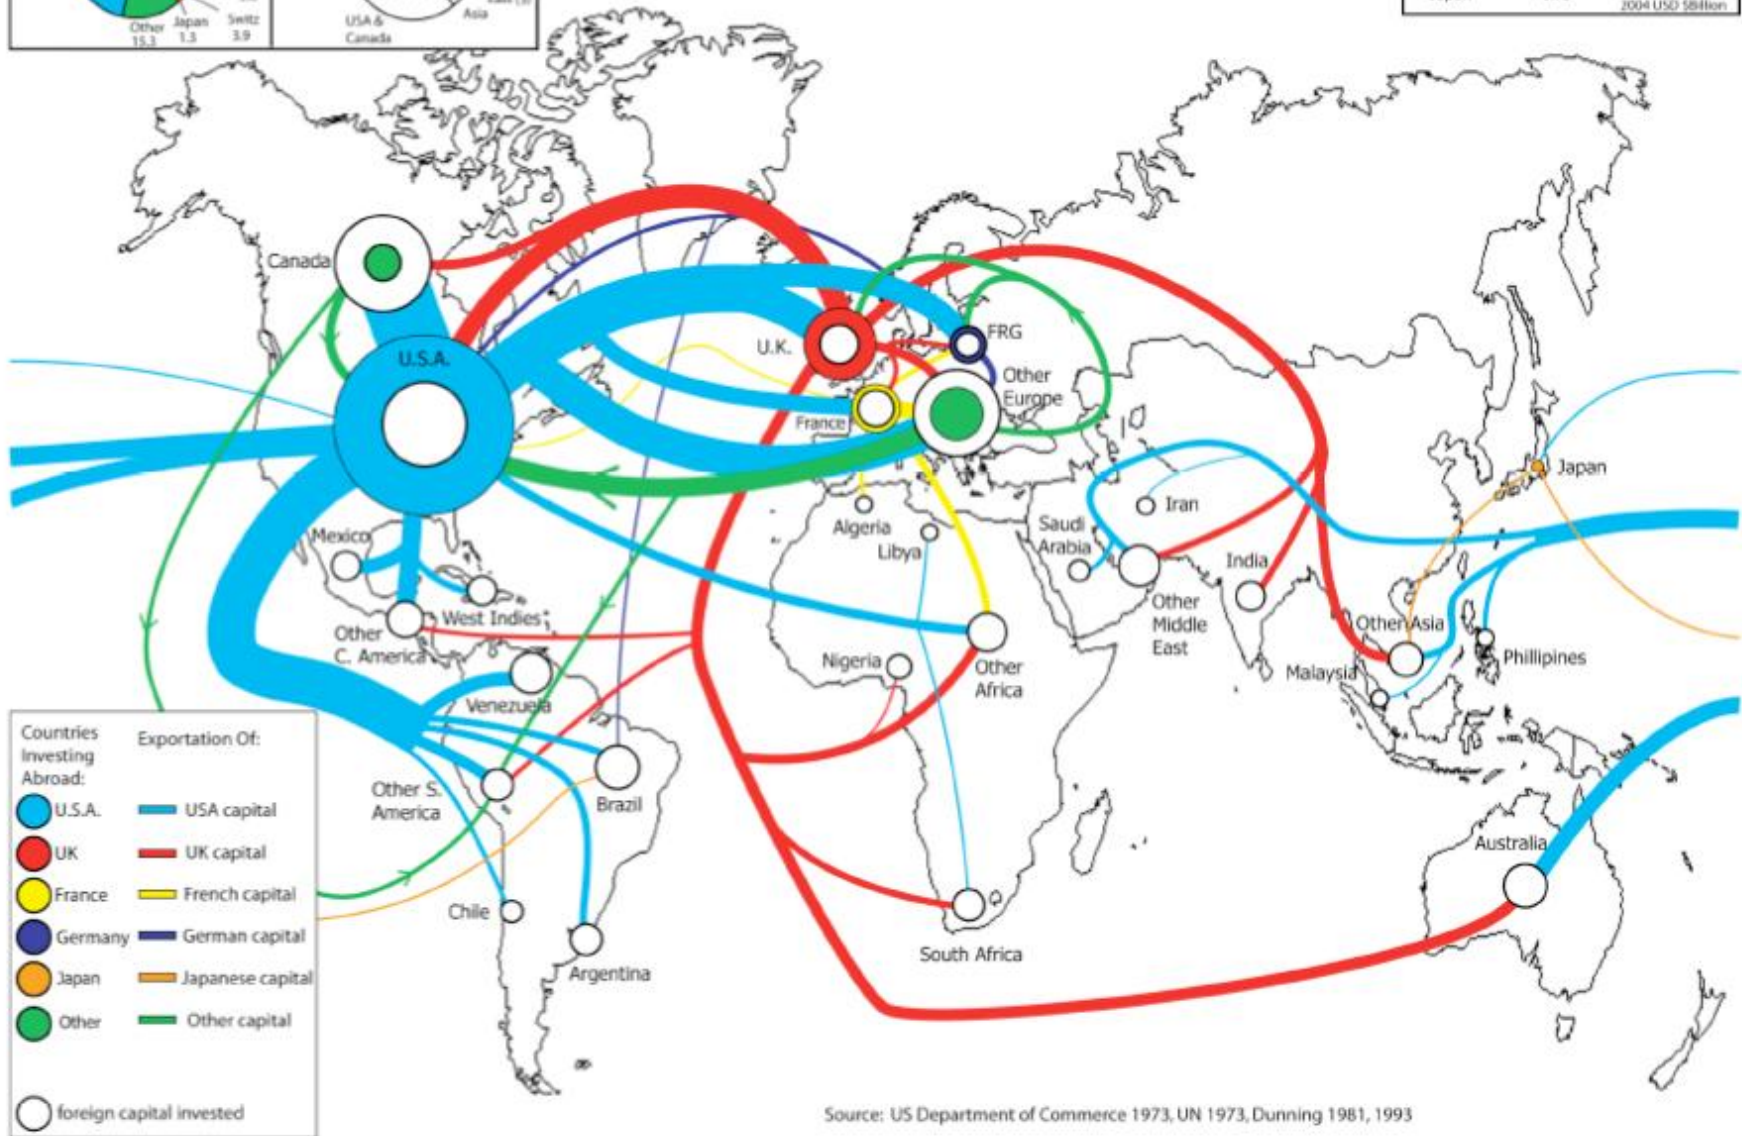 Other
15.3
Japan
1.3
Switz
3.9
USA &
Canada
Asia
2004 USD $Billion
Canada
U.S.A.
U.K.
FRG
Other
Europe
France
Japan
Mexico
Algeria
Libya
Saudi
Arabia
Iran
India
West Indies
Other
C. America
Other
Middle
East
Other Asia
Nigeria
Other
Africa
Malaysia
Phillipines
Venezuela
Other S.
America
Brazil
Australia
Chile
Argentina
South Africa
Countries
Investing
Abroad:
Exportation Of:
U.S.A.
USA capital
UK
UK capital
France
French capital
Germany
German capital
Japan
Japanese capital
Other
Other capital
foreign capital invested
Source: US Department of Commerce 1973, UN 1973, Dunning 1981, 1993